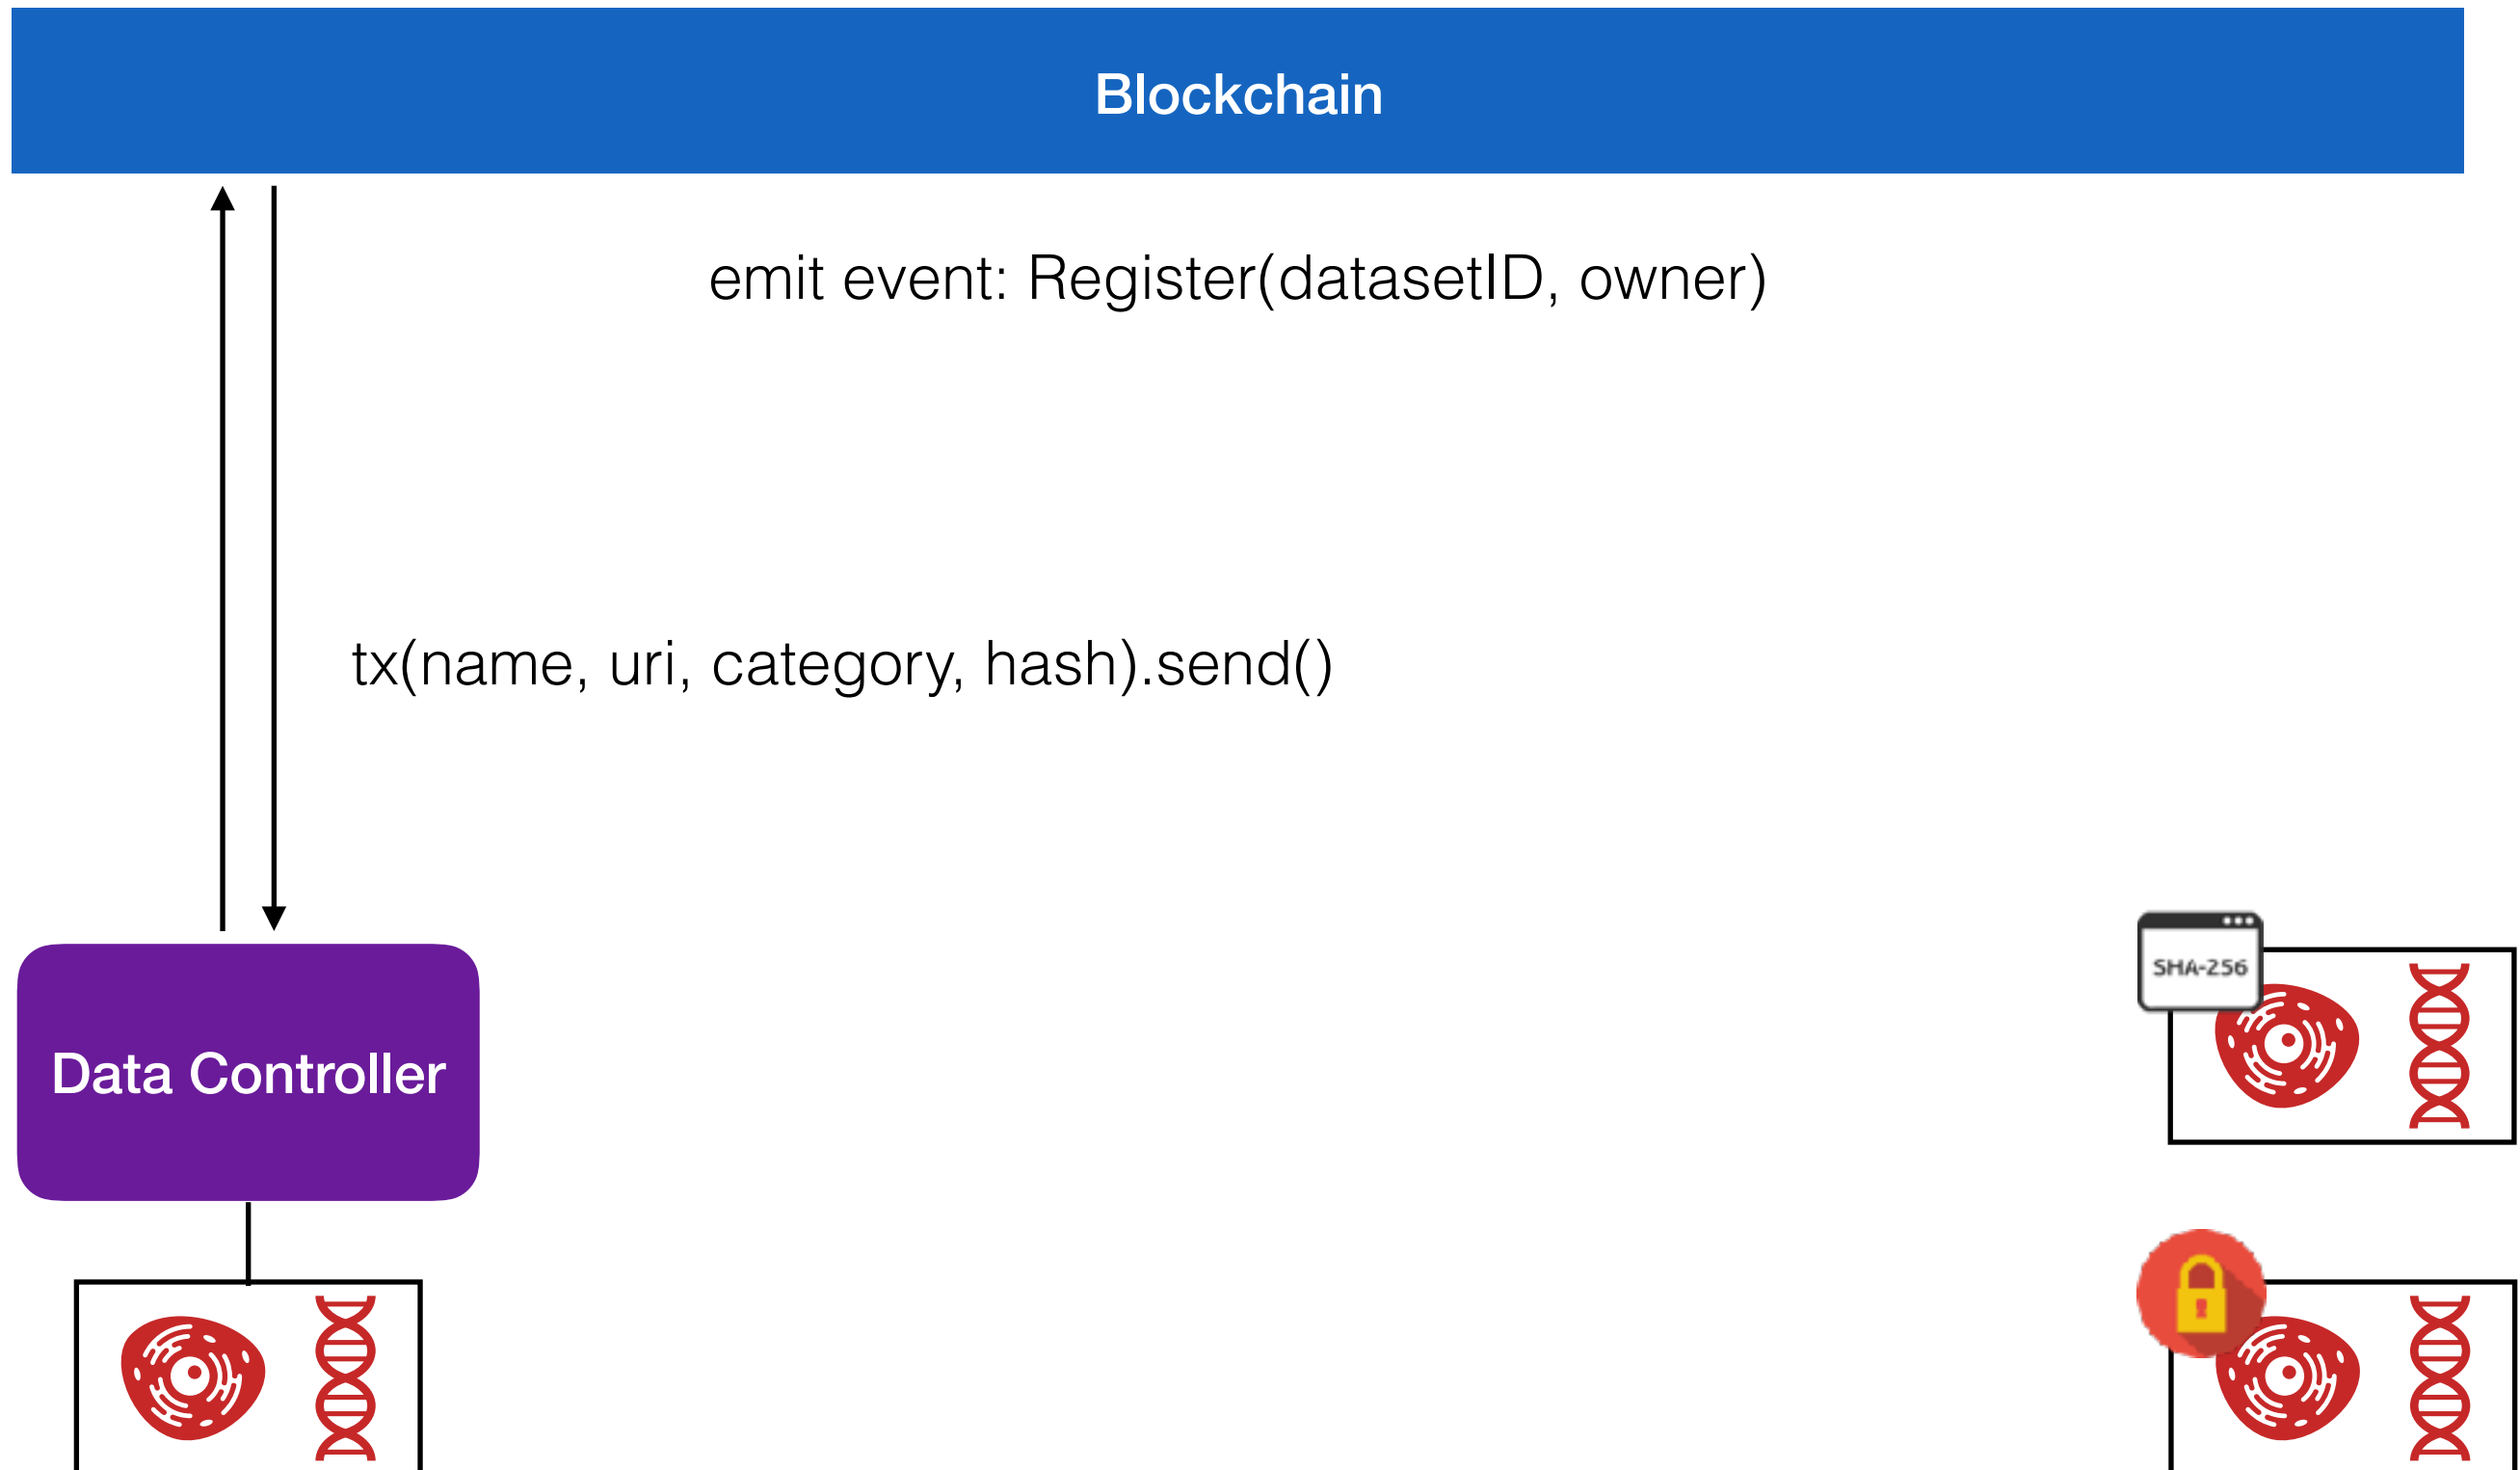 Blockchain
emit event: Register(datasetID, owner)
tx(name, uri, category, hash).send()
SHA-256
Data Controller